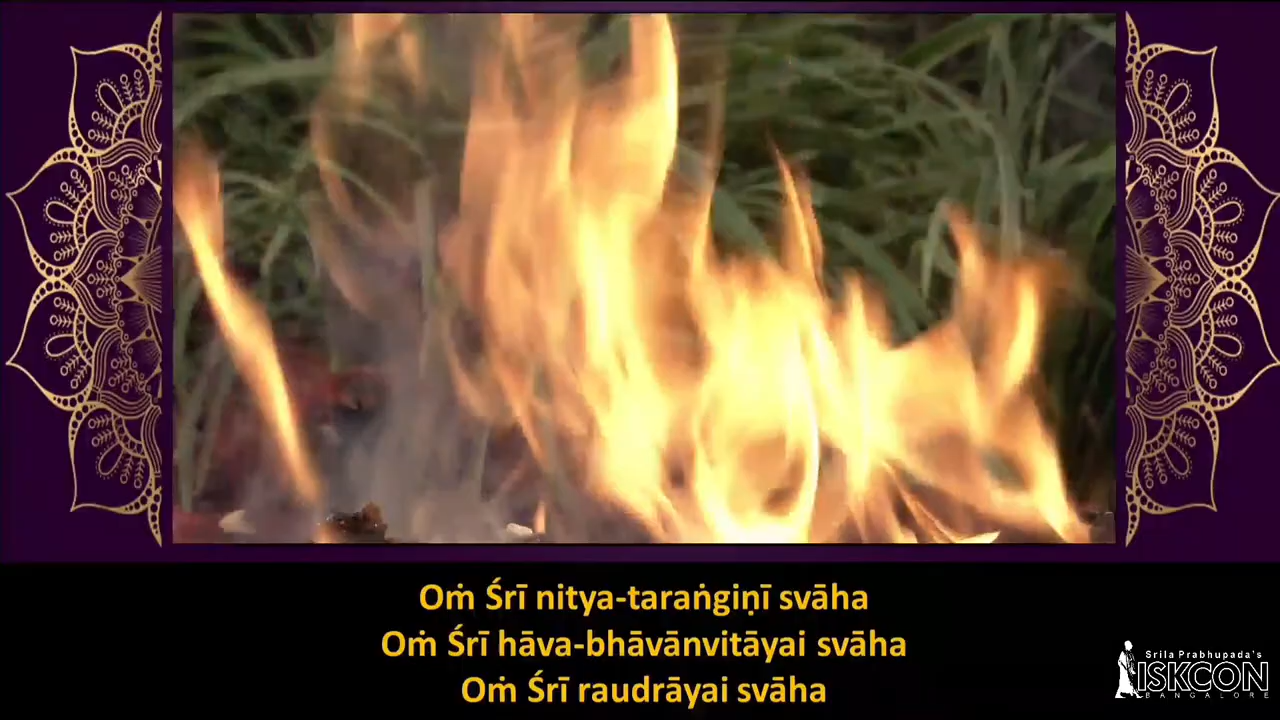 Oṁ Śrī nitya-taraṅgiṇī svāha
Oṁ Śrī hāva-bhāvānvitāyai svāha
Oṁ Śrī raudrāyai svāha
Srila Prabhupada's
ISKCON
BANGALORE